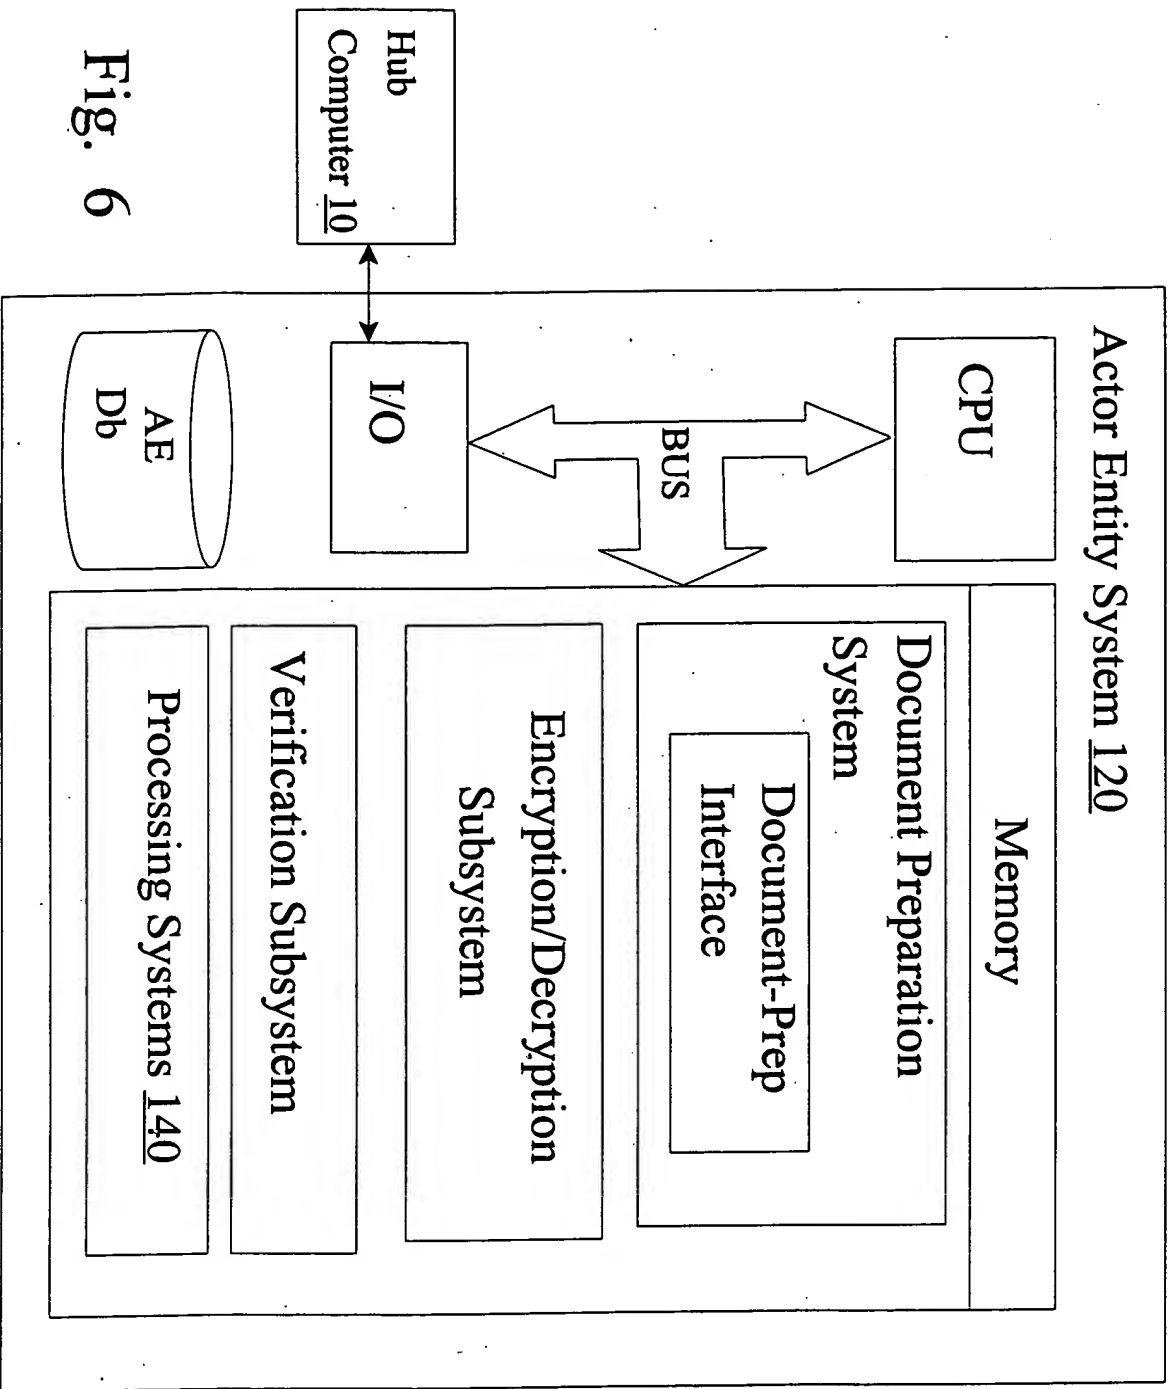 Actor Entity System 120
CPU
Memory
Document Preparation
System
Document-Prep
Interface
BUS
Encryption/Decryption
Subsystem
Hub
Computer 10
I/O
Verification Subsystem
AE
Db
Processing Systems 140
Fig. 6